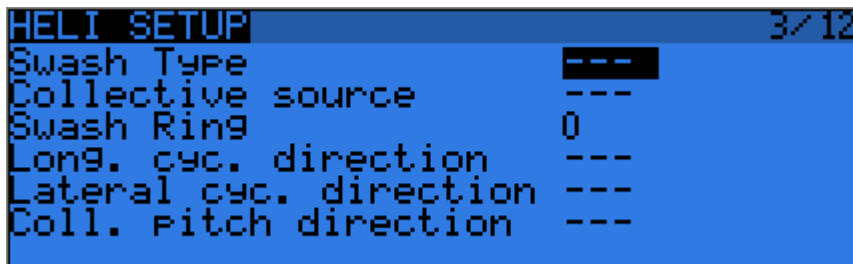 HELI SETUP 3/12
Swash Type ---
Collective source ---
Swash Ring 0
Long. cyc. direction ---
Lateral cyc. direction ---
Coll. pitch direction ---